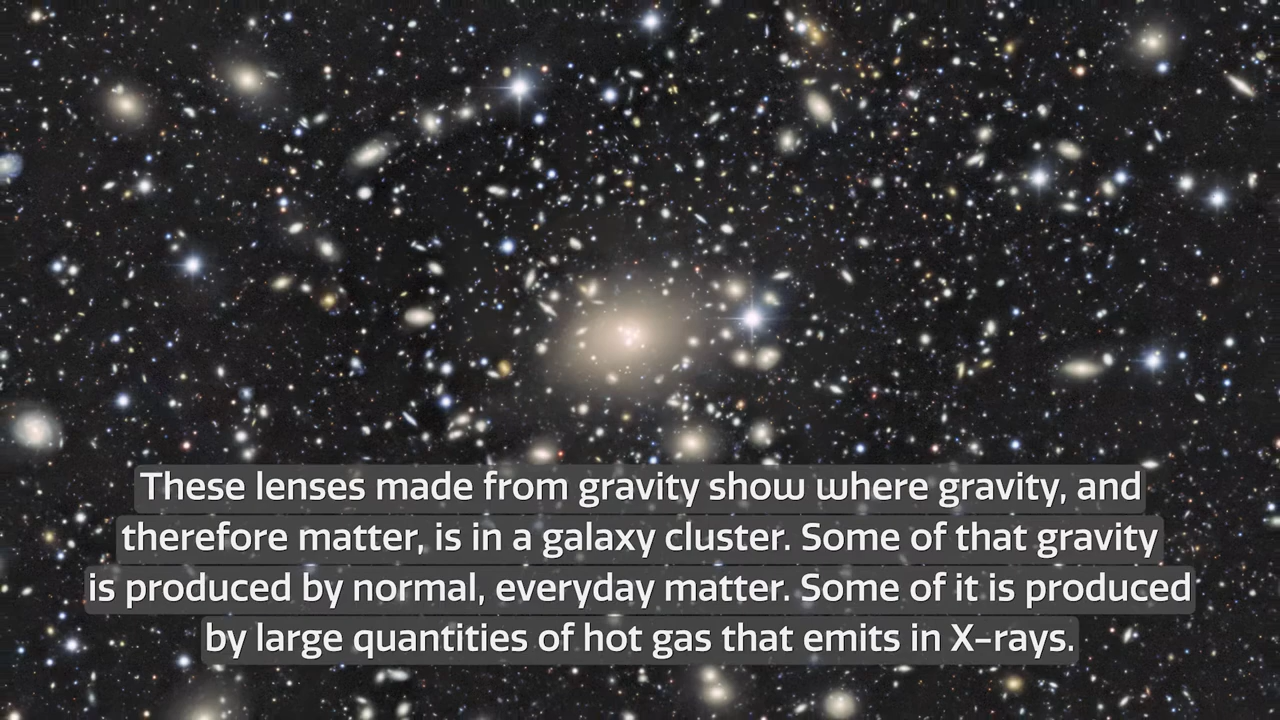 These lenses made from gravity show where gravity, and
therefore matter, is in a galaxy cluster. Some of that gravity
is produced by normal, everyday matter. Some of it is produced
by large quantities of hot gas that emits in X-rays.